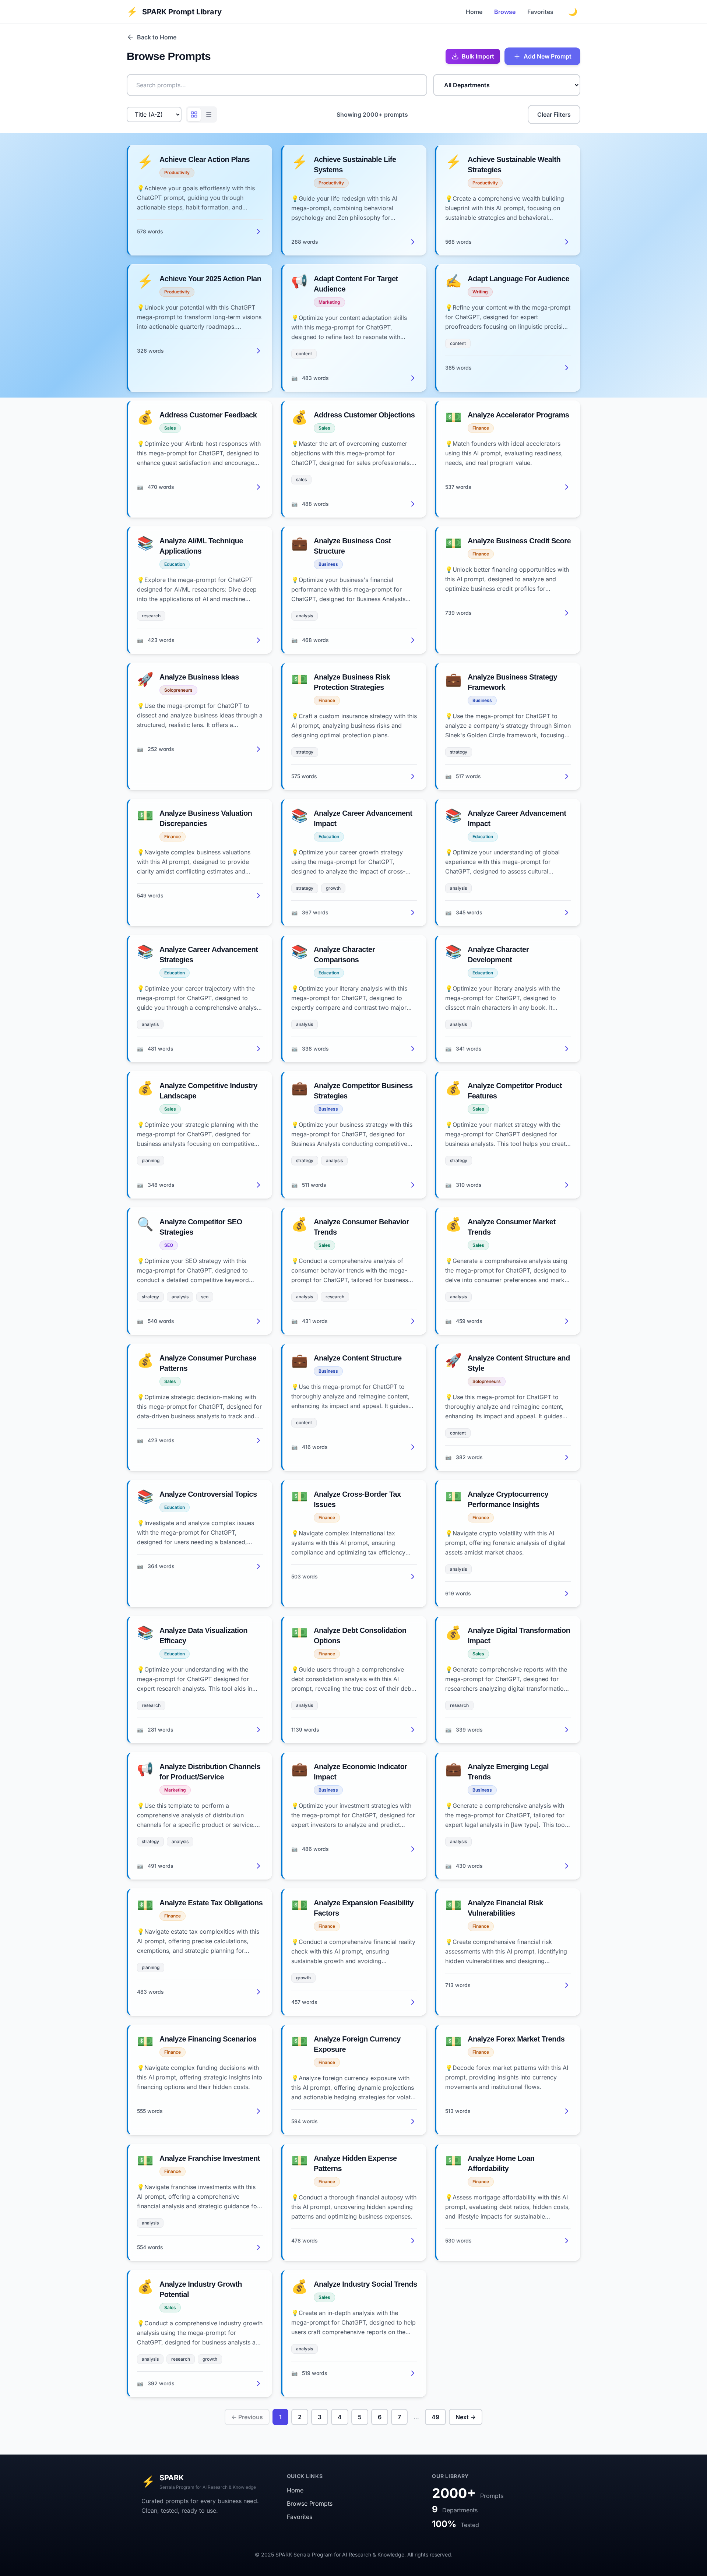 SPARK Prompt Library
Home Browse Favorites
Back to Home
Browse Prompts
Bulk Import
Add New Prompt
Search prompts...
All Departments
Title (A-Z)
Showing 2000+ prompts
Clear Filters
Achieve Clear Action Plans
Productivity
Achieve your goals effortlessly with this
ChatGPT prompt, guiding you through
actionable steps, habit formation, and...
578 words
Achieve Sustainable Life
Systems
Productivity
Guide your life redesign with this AI
mega-prompt, combining behavioral
psychology and Zen philosophy for...
288 words
Achieve Sustainable Wealth
Strategies
Productivity
Create a comprehensive wealth building
blueprint with this AI prompt, focusing on
sustainable strategies and behavioral...
568 words
Achieve Your 2025 Action Plan
Productivity
Unlock your potential with this ChatGPT
mega-prompt to transform long-term visions
into actionable quarterly roadmaps....
326 words
Adapt Content For Target
Audience
Marketing
Optimize your content adaptation skills
with this mega-prompt for ChatGPT,
designed to refine text to resonate with...
content
483 words
Adapt Language For Audience
Writing
Refine your content with the mega-prompt
for ChatGPT, designed for expert
proofreaders focusing on linguistic precisi...
content
385 words
Address Customer Feedback
Sales
Optimize your Airbnb host responses with
this mega-prompt for ChatGPT, designed to
enhance guest satisfaction and encourage...
470 words
Address Customer Objections
Sales
Master the art of overcoming customer
objections with this mega-prompt for
ChatGPT, designed for sales professionals....
sales
488 words
Analyze Accelerator Programs
Finance
Match founders with ideal accelerators
using this AI prompt, evaluating readiness,
needs, and real program value.
537 words
Analyze AI/ML Technique
Applications
Education
Explore the mega-prompt for ChatGPT
designed for AI/ML researchers: Dive deep
into the applications of AI and machine...
research
423 words
Analyze Business Cost
Structure
Business
Optimize your business's financial
performance with this mega-prompt for
ChatGPT, designed for Business Analysts...
analysis
468 words
Analyze Business Credit Score
Finance
Unlock better financing opportunities with
this AI prompt, designed to analyze and
optimize business credit profiles for...
739 words
Analyze Business Ideas
Solopreneurs
Use the mega-prompt for ChatGPT to
dissect and analyze business ideas through a
structured, realistic lens. It offers a...
252 words
Analyze Business Risk
Protection Strategies
Finance
Craft a custom insurance strategy with this
AI prompt, analyzing business risks and
designing optimal protection plans.
strategy
575 words
Analyze Business Strategy
Framework
Business
Use the mega-prompt for ChatGPT to
analyze a company's strategy through Simon
Sinek's Golden Circle framework, focusing...
strategy
517 words
Analyze Business Valuation
Discrepancies
Finance
Navigate complex business valuations
with this AI prompt, designed to provide
clarity amidst conflicting estimates and...
549 words
Analyze Career Advancement
Impact
Education
Optimize your career growth strategy
using the mega-prompt for ChatGPT,
designed to analyze the impact of cross-...
strategy growth
367 words
Analyze Career Advancement
Impact
Education
Optimize your understanding of global
experience with this mega-prompt for
ChatGPT, designed to assess cultural...
analysis
345 words
Analyze Career Advancement
Strategies
Education
Optimize your career trajectory with the
mega-prompt for ChatGPT, designed to
guide you through a comprehensive analys...
analysis
481 words
Analyze Character
Comparisons
Education
Optimize your literary analysis with this
mega-prompt for ChatGPT, designed to
expertly compare and contrast two major...
analysis
338 words
Analyze Character
Development
Education
Optimize your literary analysis with the
mega-prompt for ChatGPT, designed to
dissect main characters in any book. It...
analysis
341 words
Analyze Competitive Industry
Landscape
Sales
Optimize your strategic planning with the
mega-prompt for ChatGPT, designed for
business analysts focusing on competitive...
planning
348 words
Analyze Competitor Business
Strategies
Business
Optimize your business strategy with this
mega-prompt for ChatGPT, designed for
Business Analysts conducting competitive...
strategy analysis
511 words
Analyze Competitor Product
Features
Sales
Optimize your market strategy with the
mega-prompt for ChatGPT designed for
business analysts. This tool helps you creat...
strategy
310 words
Analyze Competitor SEO
Strategies
SEO
Optimize your SEO strategy with this
mega-prompt for ChatGPT, designed to
conduct a detailed competitive keyword...
strategy analysis seo
540 words
Analyze Consumer Behavior
Trends
Sales
Conduct a comprehensive analysis of
consumer behavior trends with the mega-
prompt for ChatGPT, tailored for business...
analysis research
431 words
Analyze Consumer Market
Trends
Sales
Generate a comprehensive analysis using
the mega-prompt for ChatGPT, designed to
delve into consumer preferences and mark...
analysis
459 words
Analyze Consumer Purchase
Patterns
Sales
Optimize strategic decision-making with
this mega-prompt for ChatGPT, designed for
data-driven business analysts to track and...
423 words
Analyze Content Structure
Business
Use this mega-prompt for ChatGPT to
thoroughly analyze and reimagine content,
enhancing its impact and appeal. It guides...
content
416 words
Analyze Content Structure and
Style
Solopreneurs
Use this mega-prompt for ChatGPT to
thoroughly analyze and reimagine content,
enhancing its impact and appeal. It guides...
content
382 words
Analyze Controversial Topics
Education
Investigate and analyze complex issues
with the mega-prompt for ChatGPT,
designed for users needing a balanced,...
364 words
Analyze Cross-Border Tax
Issues
Finance
Navigate complex international tax
systems with this AI prompt, ensuring
compliance and optimizing tax efficiency...
503 words
Analyze Cryptocurrency
Performance Insights
Finance
Navigate crypto volatility with this AI
prompt, offering forensic analysis of digital
assets amidst market chaos.
analysis
619 words
Analyze Data Visualization
Efficacy
Education
Optimize your understanding with the
mega-prompt for ChatGPT designed for
expert research analysts. This tool aids in...
research
281 words
Analyze Debt Consolidation
Options
Finance
Guide users through a comprehensive
debt consolidation analysis with this AI
prompt, revealing the true cost of their deb...
analysis
1139 words
Analyze Digital Transformation
Impact
Sales
Generate comprehensive reports with the
mega-prompt for ChatGPT, designed for
researchers analyzing digital transformatio...
research
339 words
Analyze Distribution Channels
for Product/Service
Marketing
Use this template to perform a
comprehensive analysis of distribution
channels for a specific product or service....
strategy analysis
491 words
Analyze Economic Indicator
Impact
Business
Optimize your investment strategies with
the mega-prompt for ChatGPT, designed for
expert investors to analyze and predict...
486 words
Analyze Emerging Legal
Trends
Business
Generate a comprehensive analysis with
the mega-prompt for ChatGPT, tailored for
expert legal analysts in [law type]. This too...
analysis
430 words
Analyze Estate Tax Obligations
Finance
Navigate estate tax complexities with this
AI prompt, offering precise calculations,
exemptions, and strategic planning for...
planning
483 words
Analyze Expansion Feasibility
Factors
Finance
Conduct a comprehensive financial reality
check with this AI prompt, ensuring
sustainable growth and avoiding...
growth
457 words
Analyze Financial Risk
Vulnerabilities
Finance
Create comprehensive financial risk
assessments with this AI prompt, identifying
hidden vulnerabilities and designing...
713 words
Analyze Financing Scenarios
Finance
Navigate complex funding decisions with
this AI prompt, offering strategic insights into
financing options and their hidden costs.
555 words
Analyze Foreign Currency
Exposure
Finance
Analyze foreign currency exposure with
this AI prompt, offering dynamic projections
and actionable hedging strategies for volat...
594 words
Analyze Forex Market Trends
Finance
Decode forex market patterns with this AI
prompt, providing insights into currency
movements and institutional flows.
513 words
Analyze Franchise Investment
Finance
Navigate franchise investments with this
AI prompt, offering a comprehensive
financial analysis and strategic guidance fo...
analysis
554 words
Analyze Hidden Expense
Patterns
Finance
Conduct a thorough financial autopsy with
this AI prompt, uncovering hidden spending
patterns and optimizing business expenses.
478 words
Analyze Home Loan
Affordability
Finance
Assess mortgage affordability with this AI
prompt, evaluating debt ratios, hidden costs,
and lifestyle impacts for sustainable...
530 words
Analyze Industry Growth
Potential
Sales
Conduct a comprehensive industry growth
analysis using the mega-prompt for
ChatGPT, designed for business analysts a...
analysis research growth
392 words
Analyze Industry Social Trends
Sales
Create an in-depth analysis with the
mega-prompt for ChatGPT, designed to help
users craft comprehensive reports on the...
analysis
519 words
← Previous 1 2 3 4 5 6 7 ... 49 Next →
SPARK
Serrala Program for AI Research & Knowledge
Curated prompts for every business need.
Clean, tested, ready to use.
QUICK LINKS
Home
Browse Prompts
Favorites
OUR LIBRARY
2000+ Prompts
9 Departments
100% Tested
© 2025 SPARK Serrala Program for AI Research & Knowledge. All rights reserved.